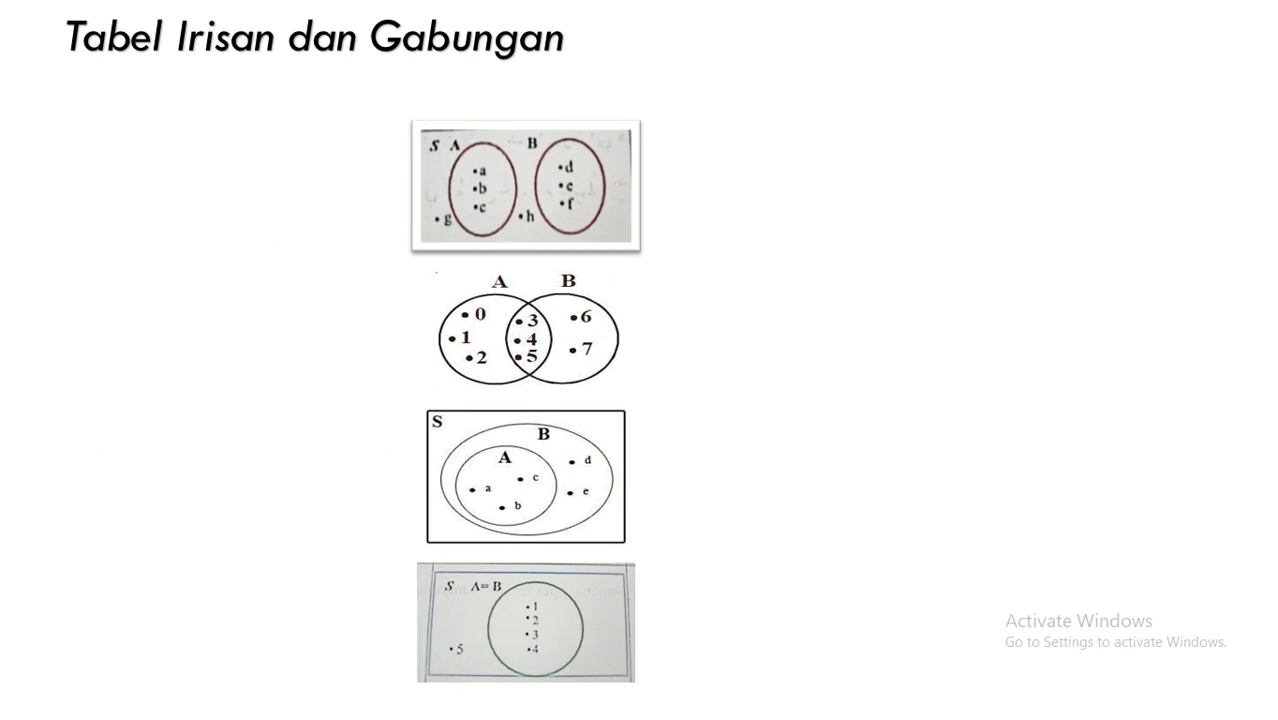 Tabel Irisan dan Gabungan
S A B
•a •d
•b •e
•c •f
•g •h
A B
•0 •3 •6
•1 •4 •7
•2 •5
S
B
A
• c • d
• a • e
• b
S A= B
•1
•2
•3
•5 •4
Activate Windows
Go to Settings to activate Windows.